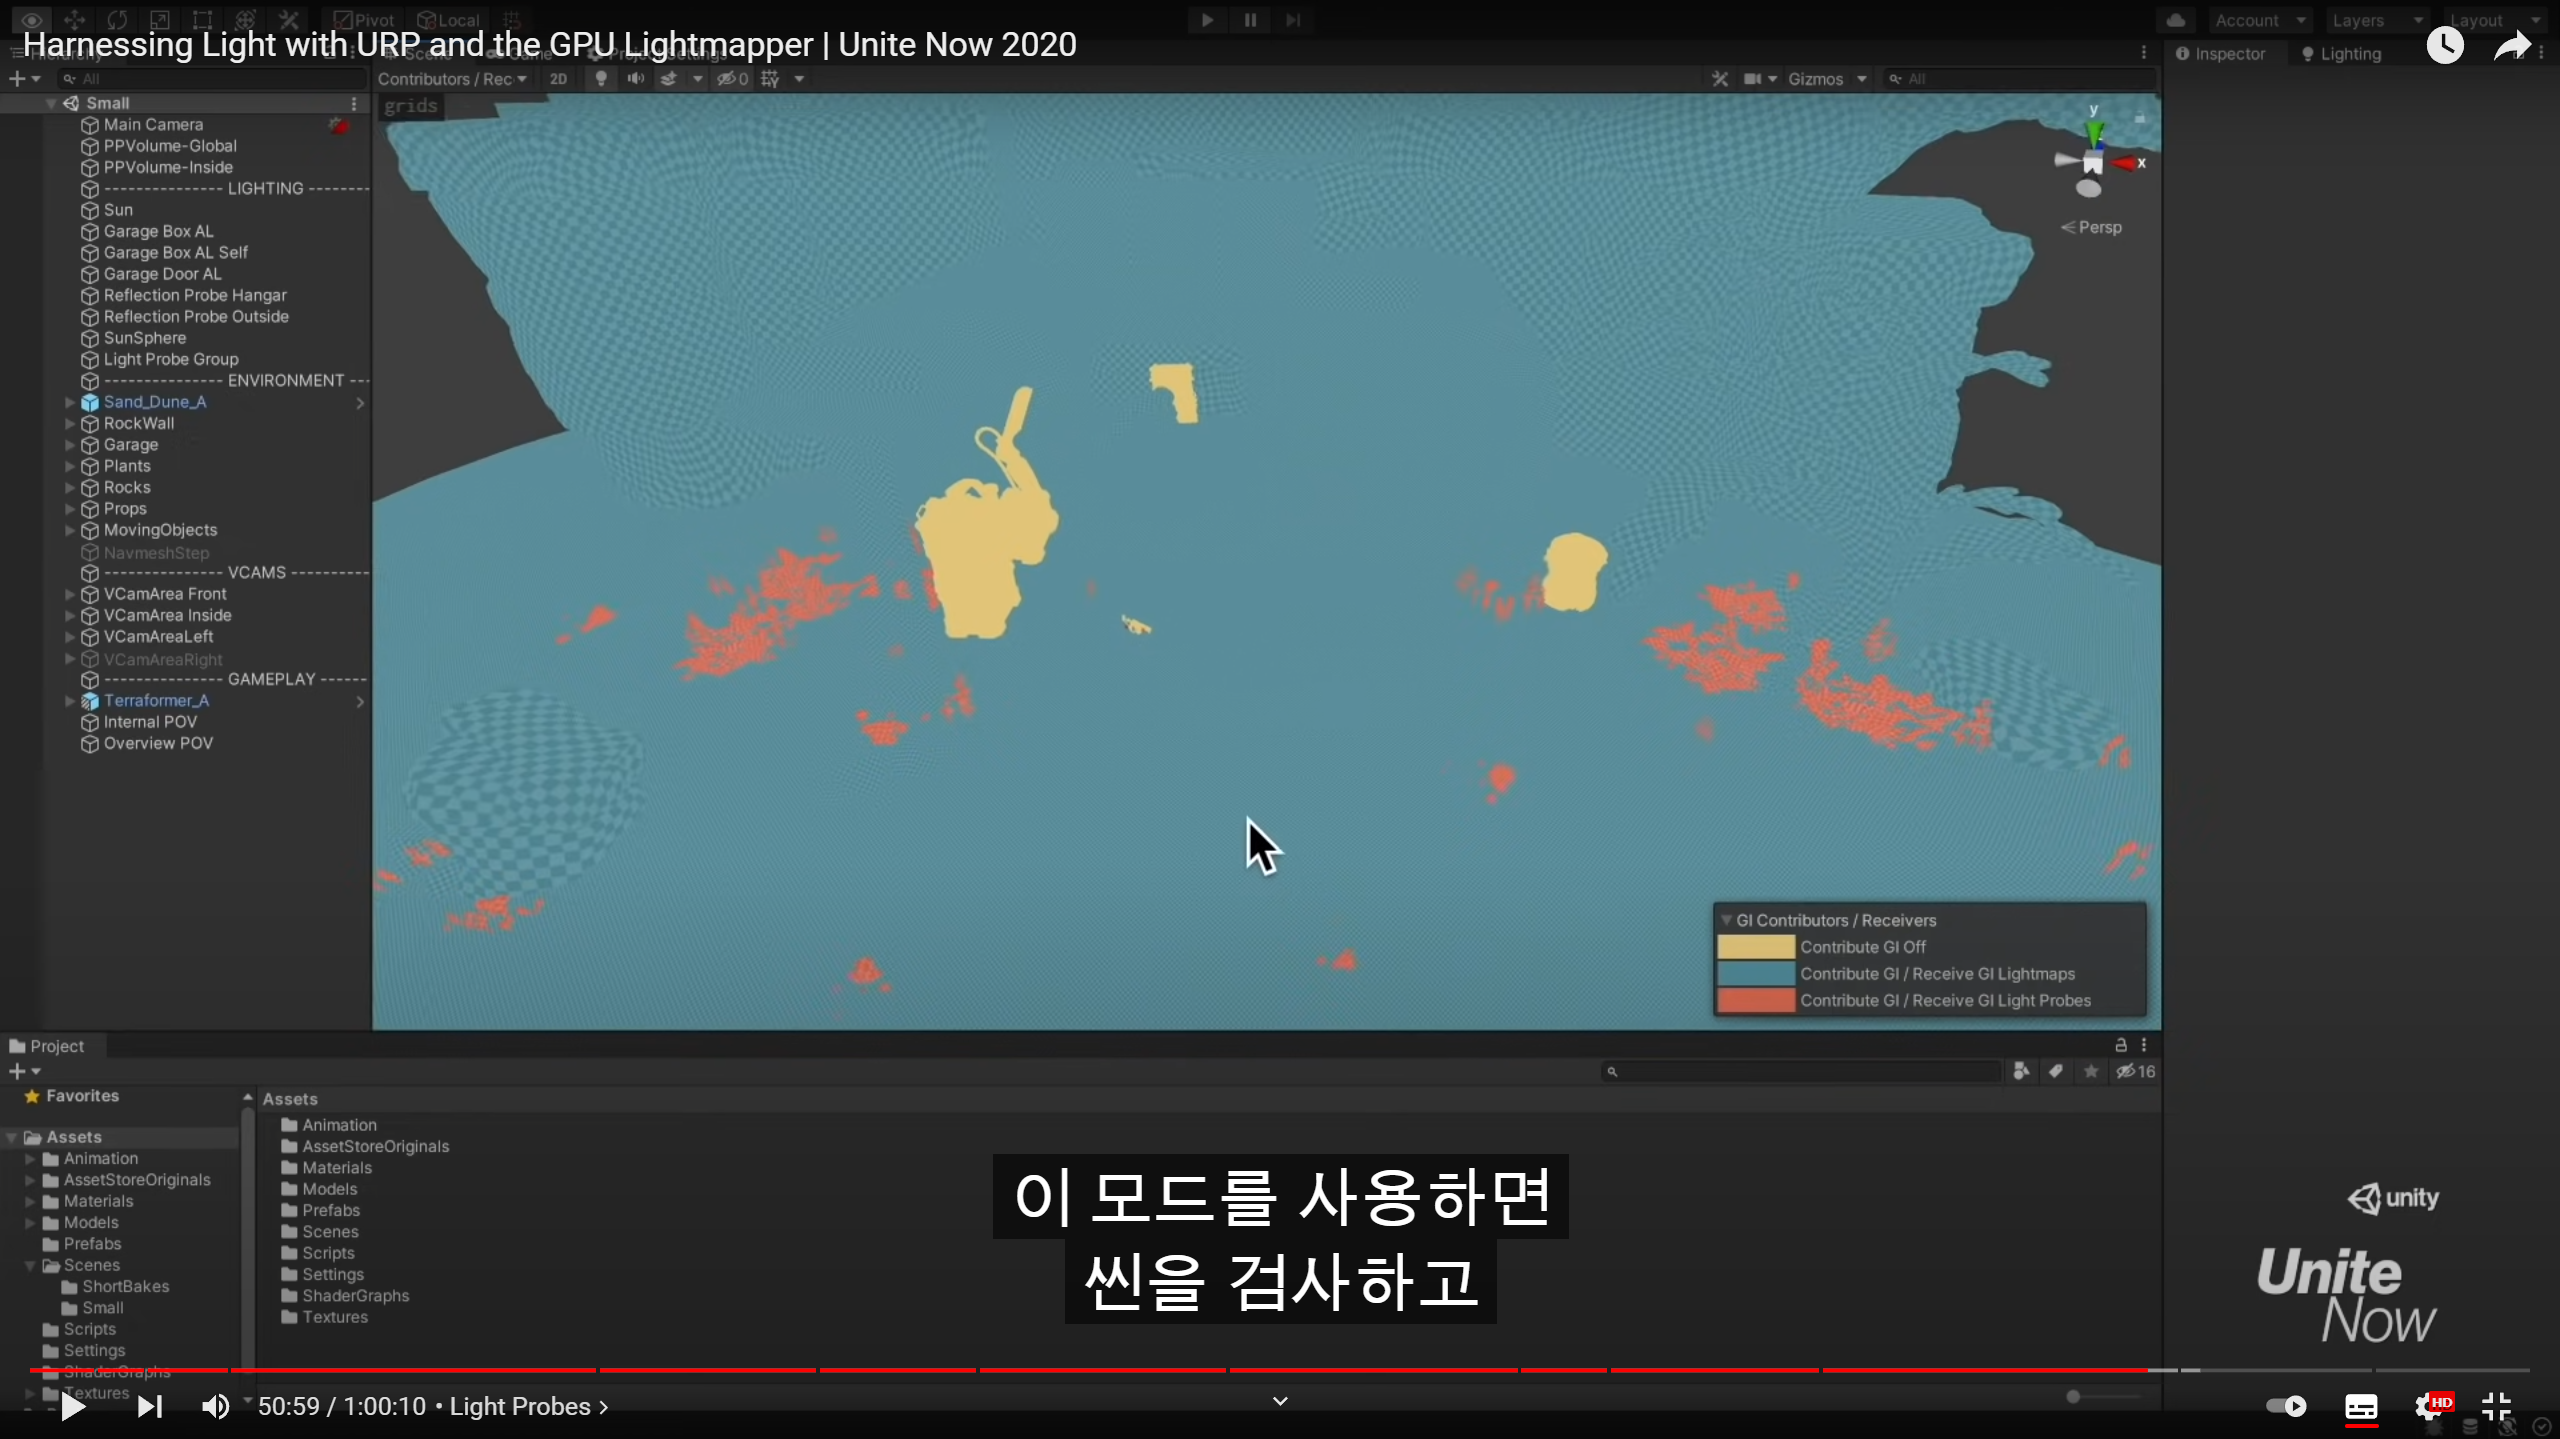 Pivot
Local
Account
Layers
Layout
Harnessing Light with URP and the GPU Lightmapper | Unite Now 2020
Inspector
Lighting
All
Contributors / Rec
2D
0
Gizmos
All
grids
Small
Main Camera
PPVolume-Global
PPVolume-Inside
--------------- LIGHTING --------
Sun
Garage Box AL
Garage Box AL Self
Garage Door AL
Reflection Probe Hangar
Reflection Probe Outside
SunSphere
Light Probe Group
--------------- ENVIRONMENT ---
Sand_Dune_A
RockWall
Garage
Plants
Rocks
Props
MovingObjects
NavmeshStep
--------------- VCAMS ----------
VCamArea Front
VCamArea Inside
VCamAreaLeft
VCamAreaRight
--------------- GAMEPLAY ------
Terraformer_A
Internal POV
Overview POV
y
x
Persp
GI Contributors / Receivers
Contribute GI Off
Contribute GI / Receive GI Lightmaps
Contribute GI / Receive GI Light Probes
Project
16
Favorites
Assets
Animation
AssetStoreOriginals
Materials
Models
Prefabs
Scenes
ShortBakes
Small
Scripts
Settings
ShaderGraphs
Textures
Assets
Animation
AssetStoreOriginals
Materials
Models
Prefabs
Scenes
Scripts
Settings
ShaderGraphs
Textures
이 모드를 사용하면
씬을 검사하고
unity
Unite
Now
50:59 / 1:00:10 • Light Probes
HD